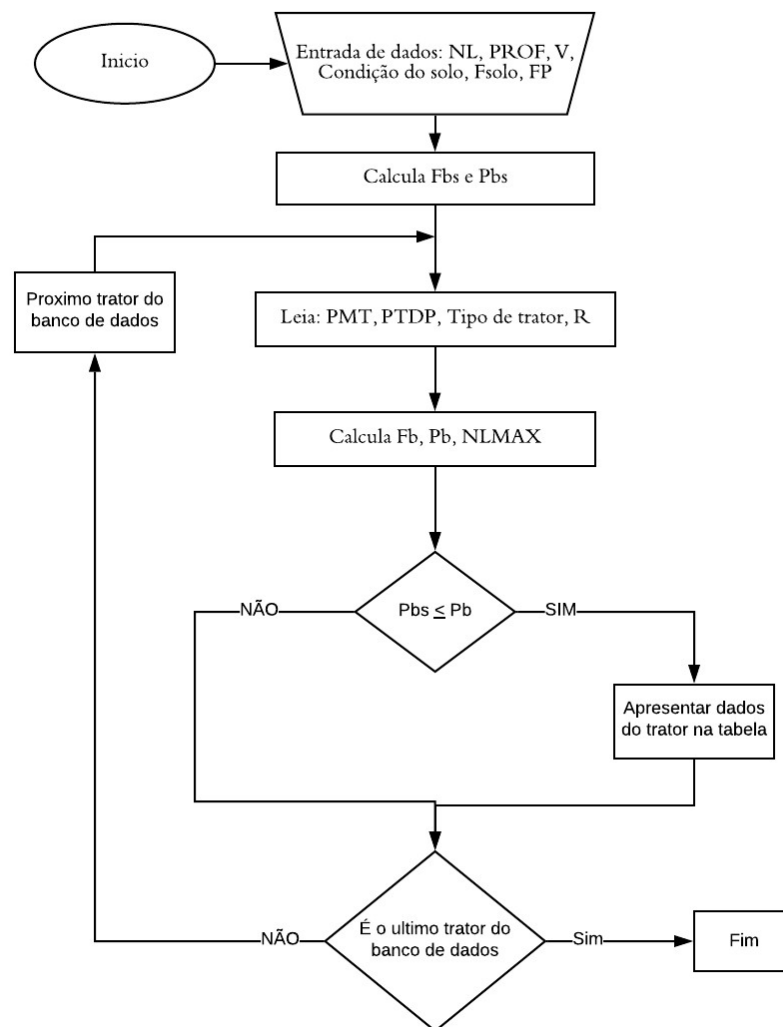 Inicio
Entrada de dados: NL, PROF, V,
Condição do solo, Fsolo, FP
Calcula Fbs e Pbs
Proximo trator do
banco de dados
Leia: PMT, PTDP, Tipo de trator, R
Calcula Fb, Pb, NLMAX
NÃO
Pbs ≤ Pb
SIM
Apresentar dados
do trator na tabela
NÃO
É o ultimo trator do
banco de dados
Sim
Fim